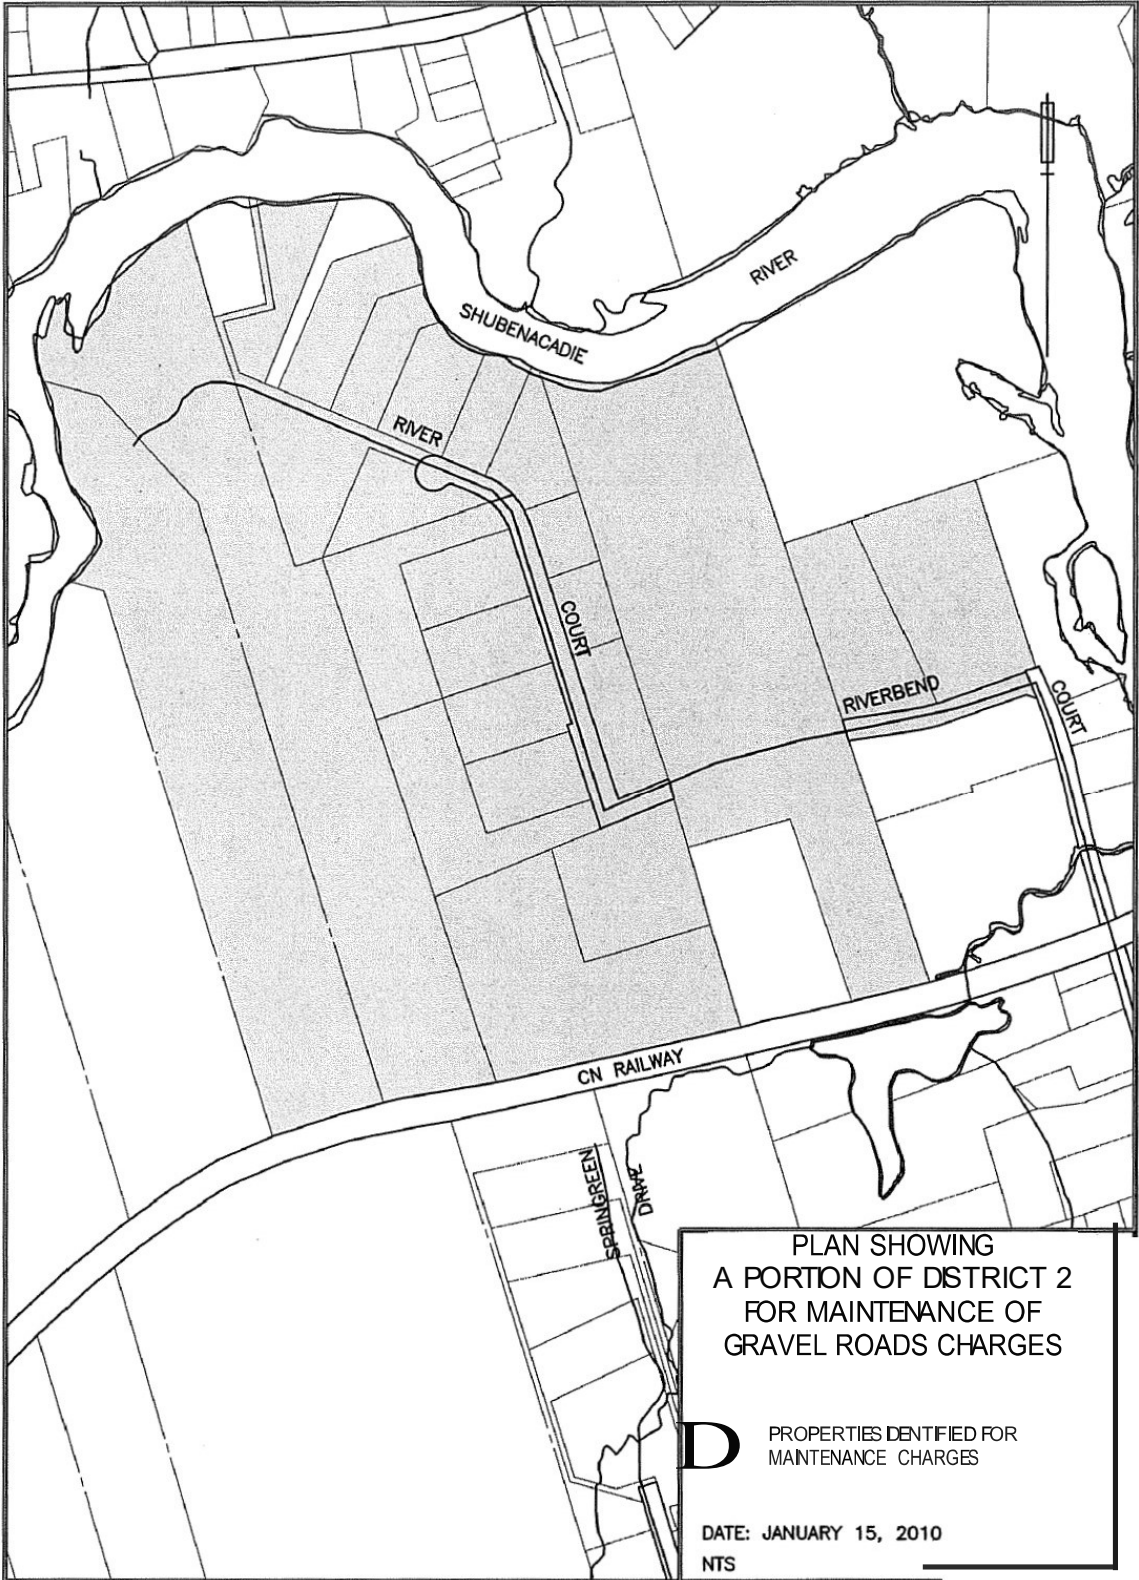 RIVER
SHUBENACADIE
RIVER
COURT
RIVERBEND
COURT
CN RAILWAY
SPRINGREEN
DRIVE
PLAN SHOWING
A PORTION OF DISTRICT 2
FOR MAINTENANCE OF
GRAVEL ROADS CHARGES
D
PROPERTIES IDENTIFIED FOR
MAINTENANCE CHARGES
DATE: JANUARY 15, 2010
NTS